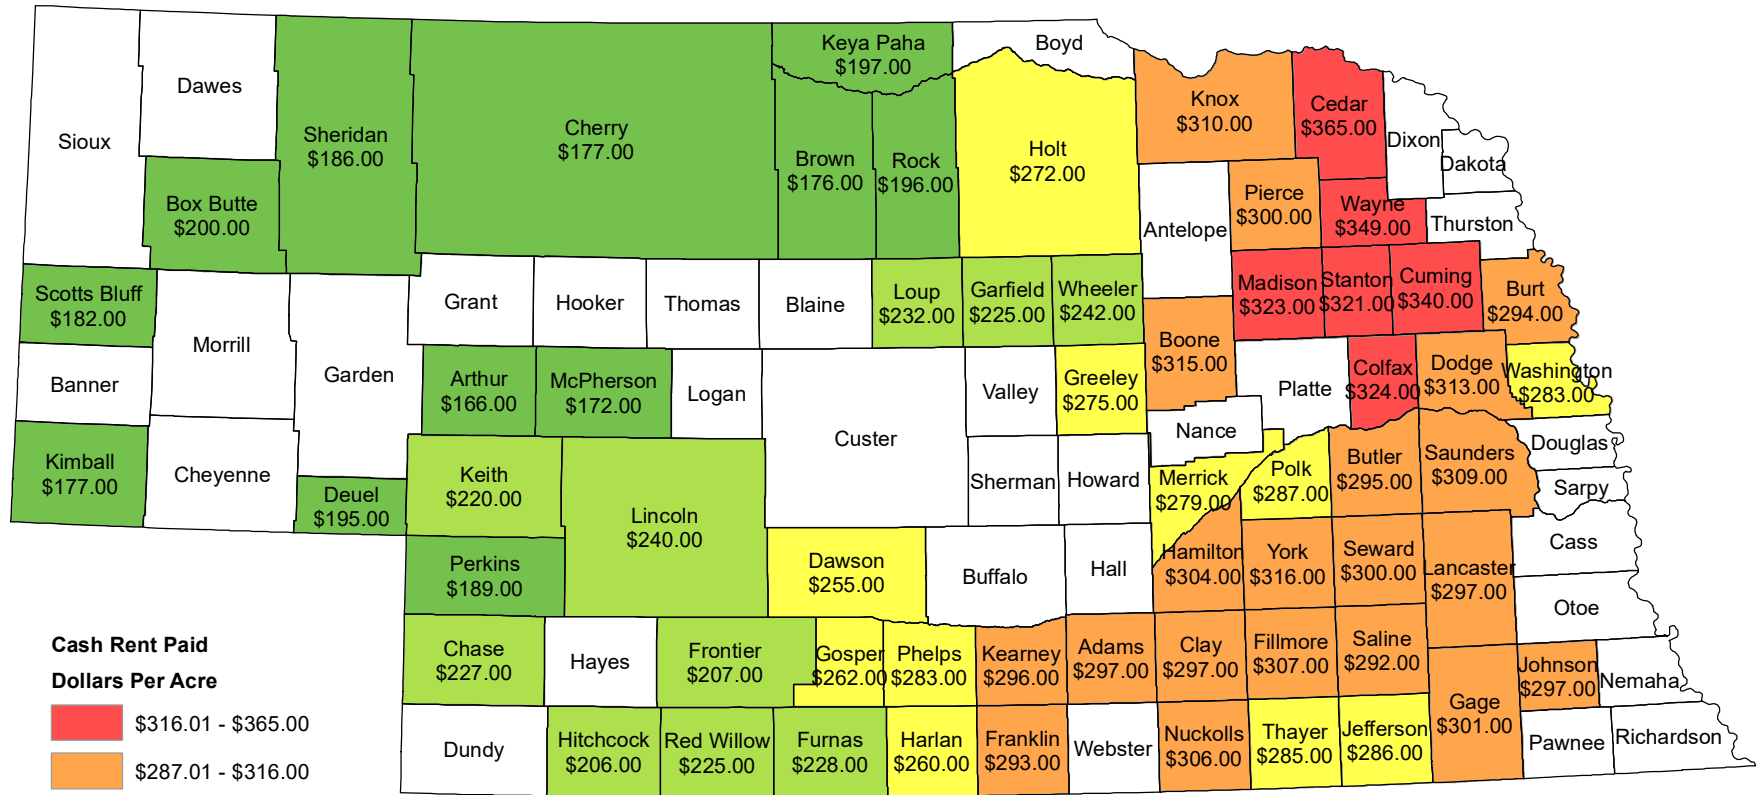 Boyd
Keya Paha
$197.00
Dawes
Knox
$310.00
Cedar
$365.00
Sioux
Sheridan
$186.00
Cherry
$177.00
Brown
$176.00
Rock
$196.00
Holt
$272.00
Dixon
Dakota
Box Butte
$200.00
Antelope
Pierce
$300.00
Wayne
$349.00
Thurston
Scotts Bluff
$182.00
Grant
Hooker
Thomas
Blaine
Loup
$232.00
Garfield
$225.00
Wheeler
$242.00
Madison
$323.00
Stanton
$321.00
Cuming
$340.00
Burt
$294.00
Morrill
Banner
Garden
Arthur
$166.00
McPherson
$172.00
Logan
Valley
Greeley
$275.00
Boone
$315.00
Platte
Colfax
$324.00
Dodge
$313.00
Washington
$283.00
Custer
Nance
Douglas
Kimball
$177.00
Cheyenne
Deuel
$195.00
Keith
$220.00
Lincoln
$240.00
Sherman
Howard
Merrick
$279.00
Polk
$287.00
Butler
$295.00
Saunders
$309.00
Sarpy
Perkins
$189.00
Dawson
$255.00
Buffalo
Hall
Hamilton
$304.00
York
$316.00
Seward
$300.00
Lancaster
$297.00
Cass
Otoe
Chase
$227.00
Hayes
Frontier
$207.00
Gosper
$262.00
Phelps
$283.00
Kearney
$296.00
Adams
$297.00
Clay
$297.00
Fillmore
$307.00
Saline
$292.00
Gage
$301.00
Johnson
$297.00
Nemaha
Dundy
Hitchcock
$206.00
Red Willow
$225.00
Furnas
$228.00
Harlan
$260.00
Franklin
$293.00
Webster
Nuckolls
$306.00
Thayer
$285.00
Jefferson
$286.00
Pawnee
Richardson
Cash Rent Paid
Dollars Per Acre
$316.01 - $365.00
$287.01 - $316.00